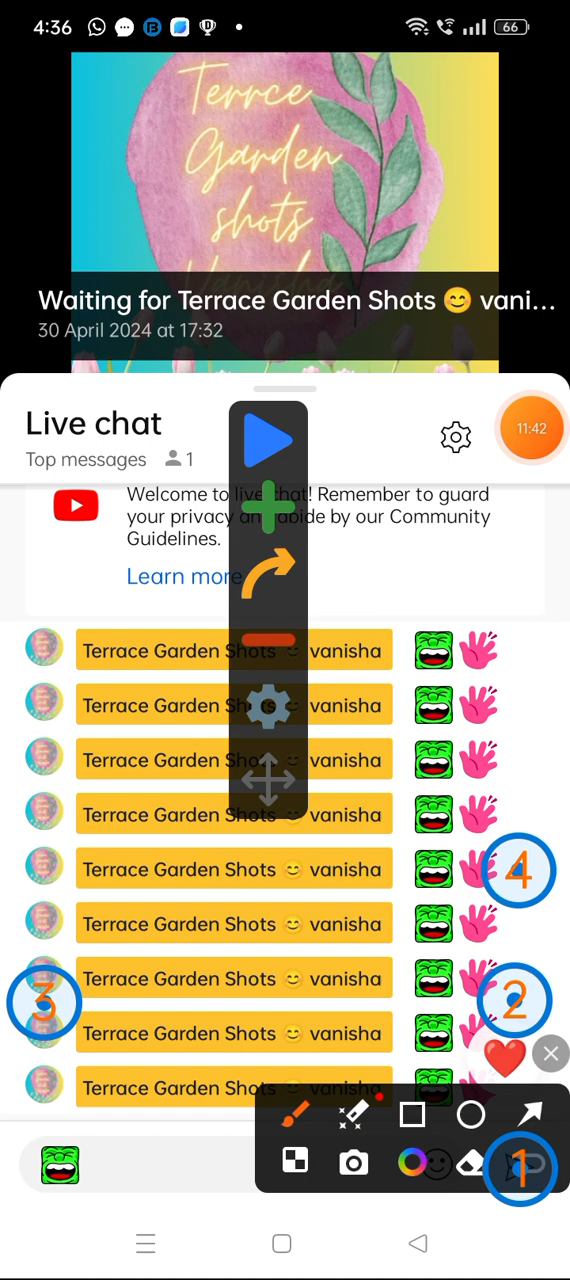 4:36
66
Terrce
Garden
shots
Vanisha
Waiting for Terrace Garden Shots 😊 vani...
30 April 2024 at 17:32
Live chat
11:42
Top messages 1
Welcome to live chat! Remember to guard
your privacy and abide by our Community
Guidelines.
Learn more
Terrace Garden Shots 😊 vanisha
Terrace Garden Shots 😊 vanisha
Terrace Garden Shots 😊 vanisha
Terrace Garden Shots 😊 vanisha
Terrace Garden Shots 😊 vanisha
4
Terrace Garden Shots 😊 vanisha
Terrace Garden Shots 😊 vanisha
3
2
Terrace Garden Shots 😊 vanisha
Terrace Garden Shots 😊 vanisha
1